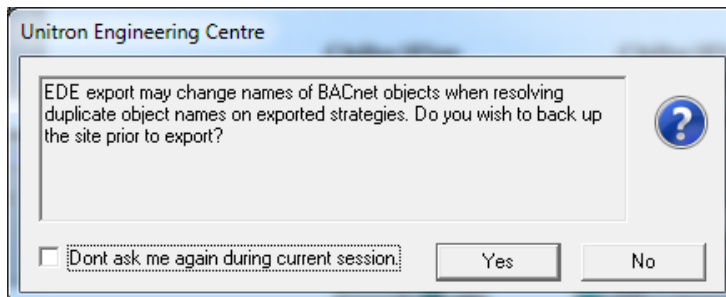 Unitron Engineering Centre
EDE export may change names of BACnet objects when resolving
duplicate object names on exported strategies. Do you wish to back up
the site prior to export?
?
Dont ask me again during current session.
Yes
No